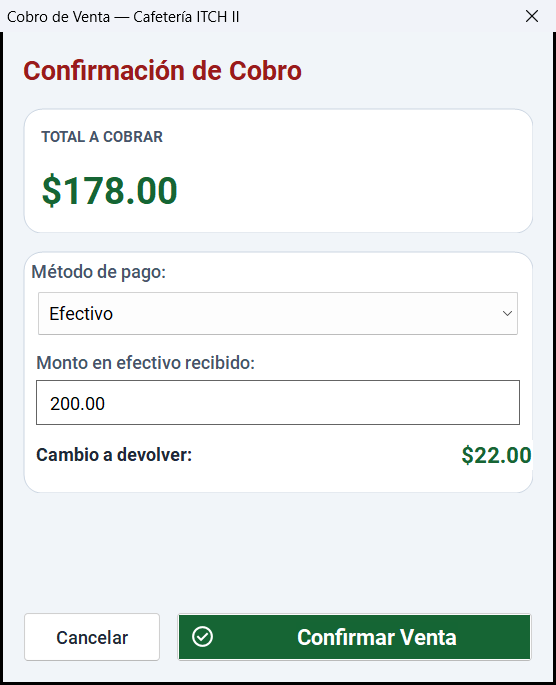 Cobro de Venta — Cafetería ITCH II
Confirmación de Cobro
TOTAL A COBRAR
$178.00
Método de pago:
Efectivo
Monto en efectivo recibido:
200.00
Cambio a devolver: $22.00
Cancelar Confirmar Venta